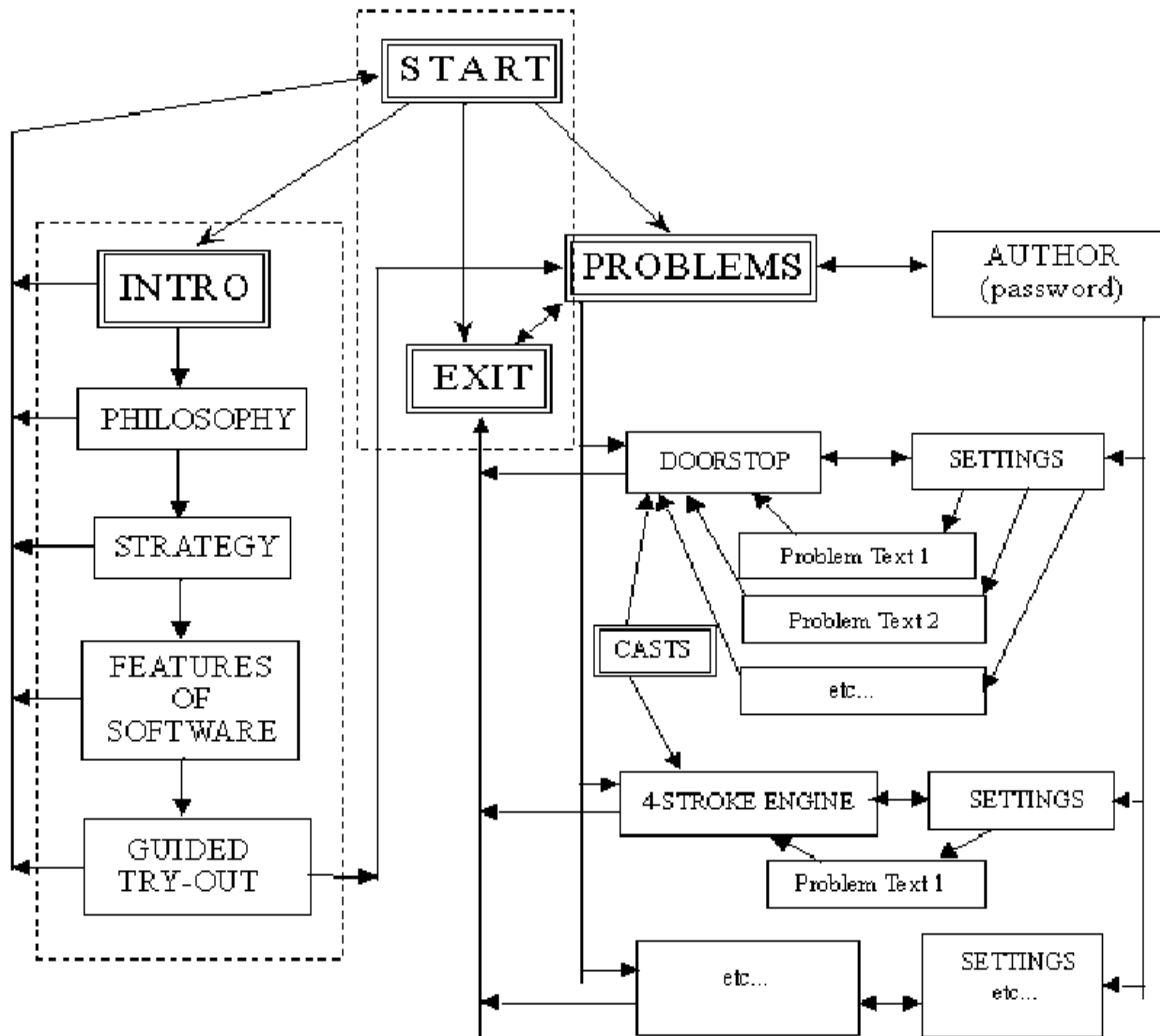 START
INTRO
PROBLEMS
AUTHOR
(password)
EXIT
PHILOSOPHY
DOORSTOP
SETTINGS
STRATEGY
Problem Text 1
Problem Text 2
CASTS
etc...
FEATURES
OF
SOFTWARE
4-STROKE ENGINE
SETTINGS
GUIDED
TRY-OUT
Problem Text 1
etc...
SETTINGS
etc...